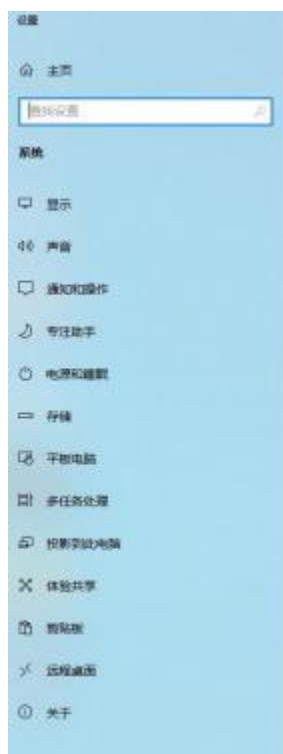 设置
主页
查找设置
系统
显示
声音
通知和操作
专注助手
电源和睡眠
存储
平板电脑
多任务处理
投影到此电脑
体验共享
剪贴板
远程桌面
关于